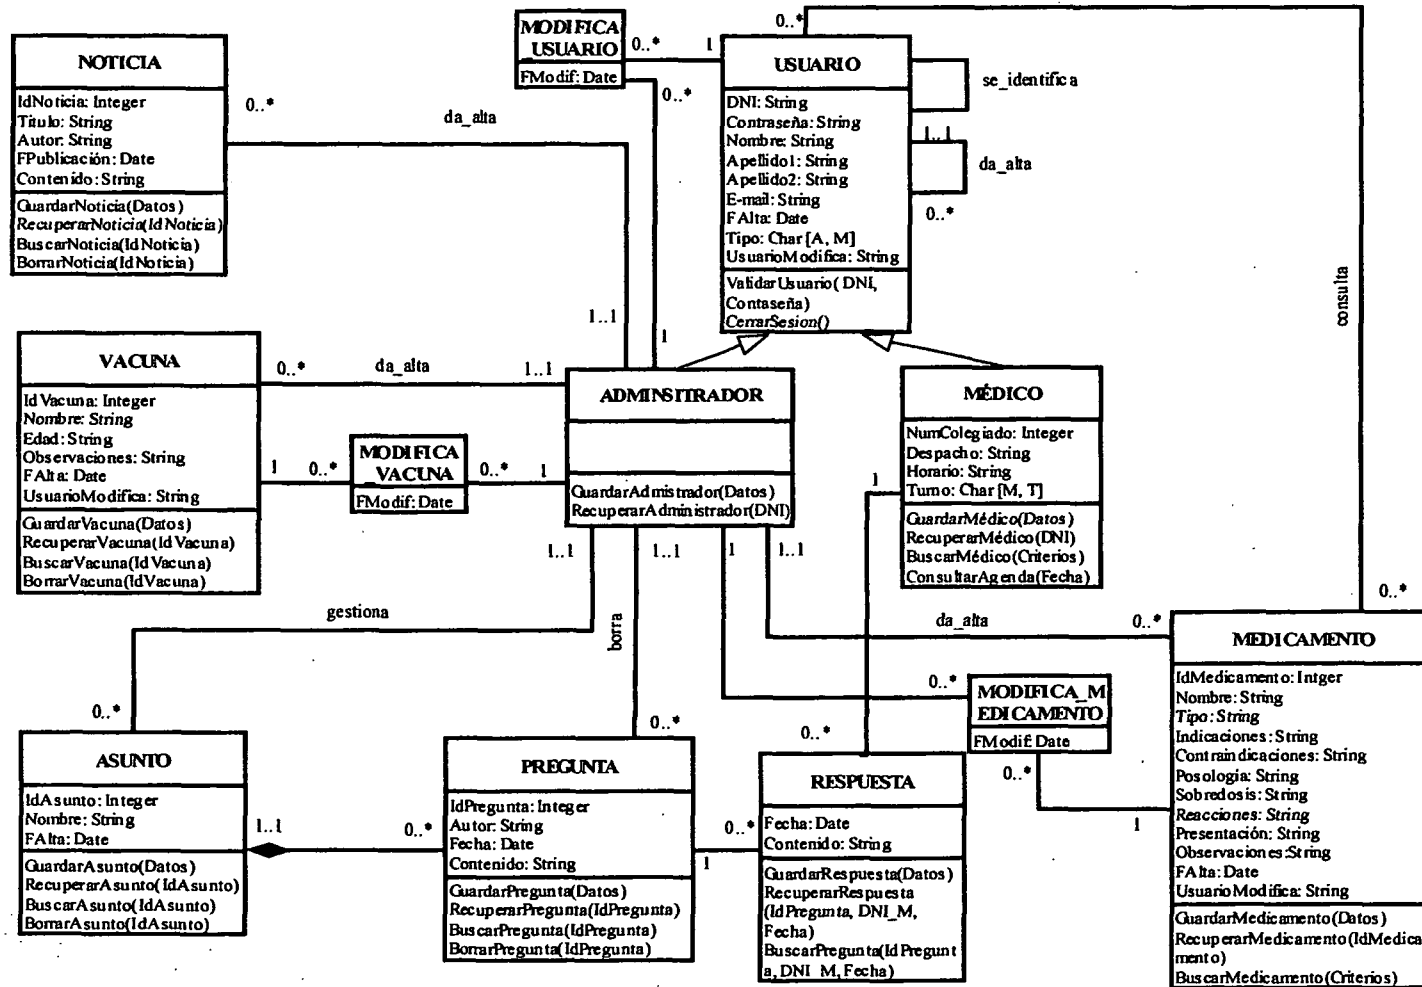 MODIFICA
_USUARIO
FModif: Date
0..*
1
0..*
0..*
USUARIO
DNI: String
Contraseña: String
Nombre: String
Apellido1: String
Apellido2: String
E-mail: String
FAlta: Date
Tipo: Char [A, M]
UsuarioModifica: String
ValidarUsuario( DNI,
Contaseña)
CerrarSesion()
se_identifica
1..1
da_alta
0..*
consulta
NOTICIA
IdNoticia: Integer
Titulo: String
Autor: String
FPublicación: Date
Contenido: String
GuardarNoticia(Datos)
RecuperarNoticia(IdNoticia)
BuscarNoticia(IdNoticia)
BorrarNoticia(IdNoticia)
0..*
da_alta
1..1
1
VACUNA
IdVacuna: Integer
Nombre: String
Edad: String
Observaciones: String
FAlta: Date
UsuarioModifica: String
GuardarVacuna(Datos)
RecuperarVacuna(IdVacuna)
BuscarVacuna(IdVacuna)
BorrarVacuna(IdVacuna)
0..*
da_alta
1..1
1
0..*
MODIFICA
_VACUNA
FModif: Date
0..*
1
ADMINSITRADOR
GuardarAdmistrador(Datos)
RecuperarAdministrador(DNI)
1..1
1..1
1
1..1
MÉDICO
NumColegiado: Integer
Despacho: String
Horario: String
Turno: Char [M, T]
GuardarMédico(Datos)
RecuperarMédico(DNI)
BuscarMédico(Criterios)
ConsultarAgenda(Fecha)
1
gestiona
borra
da_alta
0..*
0..*
0..*
0..*
0..*
0..*
MODIFICA_M
EDICAMENTO
FModif: Date
0..*
1
MEDICAMENTO
IdMedicamento: Intger
Nombre: String
Tipo: String
Indicaciones: String
Contraindicaciones: String
Posología: String
Sobredosis: String
Reacciones: String
Presentación: String
Observaciones:String
FAlta: Date
UsuarioModifica: String
GuardarMedicamento(Datos)
RecuperarMedicamento(IdMedica
mento)
BuscarMedicamento(Criterios)
ASUNTO
IdAsunto: Integer
Nombre: String
FAlta: Date
GuardarAsunto(Datos)
RecuperarAsunto(IdAsunto)
BuscarAsunto(IdAsunto)
BorrarAsunto(IdAsunto)
1..1
0..*
PREGUNTA
IdPregunta: Integer
Autor: String
Fecha: Date
Contenido: String
GuardarPregunta(Datos)
RecuperarPregunta(IdPregunta)
BuscarPregunta(IdPregunta)
BorrarPregunta(IdPregunta)
0..*
1
RESPUESTA
Fecha: Date
Contenido: String
GuardarRespuesta(Datos)
RecuperarRespuesta
(IdPregunta, DNI_M,
Fecha)
BuscarPregunta(IdPregunt
a, DNI_M, Fecha)